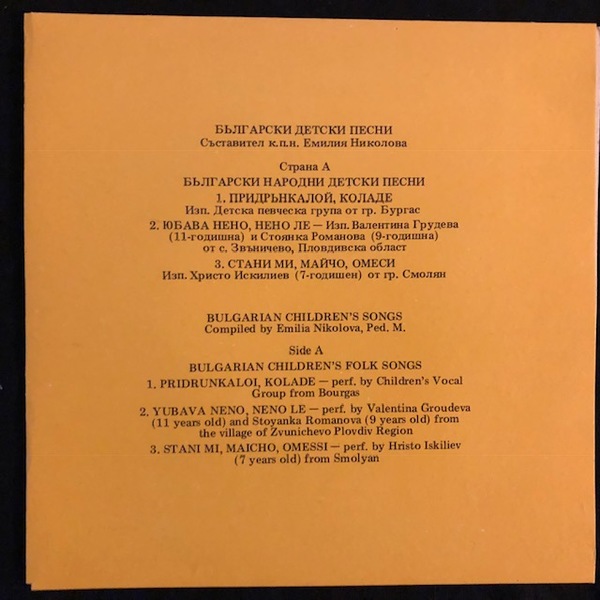 БЪЛГАРСКИ ДЕТСКИ ПЕСНИ
Съставител к.п.н. Емилия Николова
Страна А
БЪЛГАРСКИ НАРОДНИ ДЕТСКИ ПЕСНИ
1. ПРИДРЪНКАЛОЙ, КОЛАДЕ
Изп. Детска певческа група от гр. Бургас
2. ЮБАВА НЕНО, НЕНО ЛЕ — Изп. Валентина Грудева
(11-годишна) и Стоянка Романова (9-годишна)
от с. Звъничево, Пловдивска област
3. СТАНИ МИ, МАЙЧО, ОМЕСИ
Изп. Христо Искилиев (7-годишен) от гр. Смолян
BULGARIAN CHILDREN'S SONGS
Compiled by Emilia Nikolova, Ped. M.
Side A
BULGARIAN CHILDREN'S FOLK SONGS
1. PRIDRUNKALOI, KOLADE — perf. by Children's Vocal
Group from Bourgas
2. YUBAVA NENO, NENO LE — perf. by Valentina Groudeva
(11 years old) and Stoyanka Romanova (9 years old) from
the village of Zvunichevo Plovdiv Region
3. STANI MI, MAICHO, OMESSI — perf. by Hristo Iskiliev
(7 years old) from Smolyan